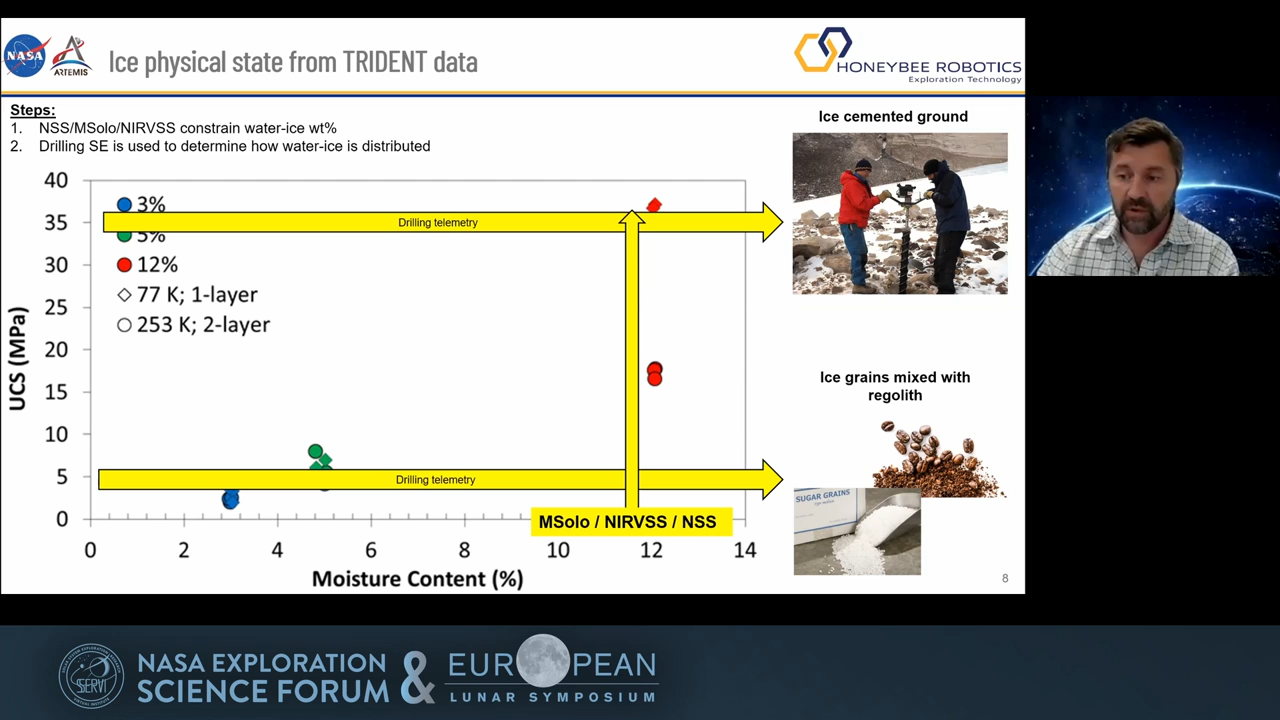 NASA
ARTEMIS
Ice physical state from TRIDENT data
HONEYBEE ROBOTICS
Exploration Technology
Steps:
1. NSS/MSolo/NIRVSS constrain water-ice wt%
2. Drilling SE is used to determine how water-ice is distributed
Ice cemented ground
40
35
30
25
20
15
10
5
0
UCS (MPa)
3%
Drilling telemetry
5%
12%
77 K; 1-layer
253 K; 2-layer
Ice grains mixed with
regolith
Drilling telemetry
SUGAR GRAINS
MSolo / NIRVSS / NSS
0 2 4 6 8 10 12 14
Moisture Content (%)
8
SSERVI
NASA EXPLORATION
SCIENCE FORUM
&
EUROPEAN
LUNAR SYMPOSIUM